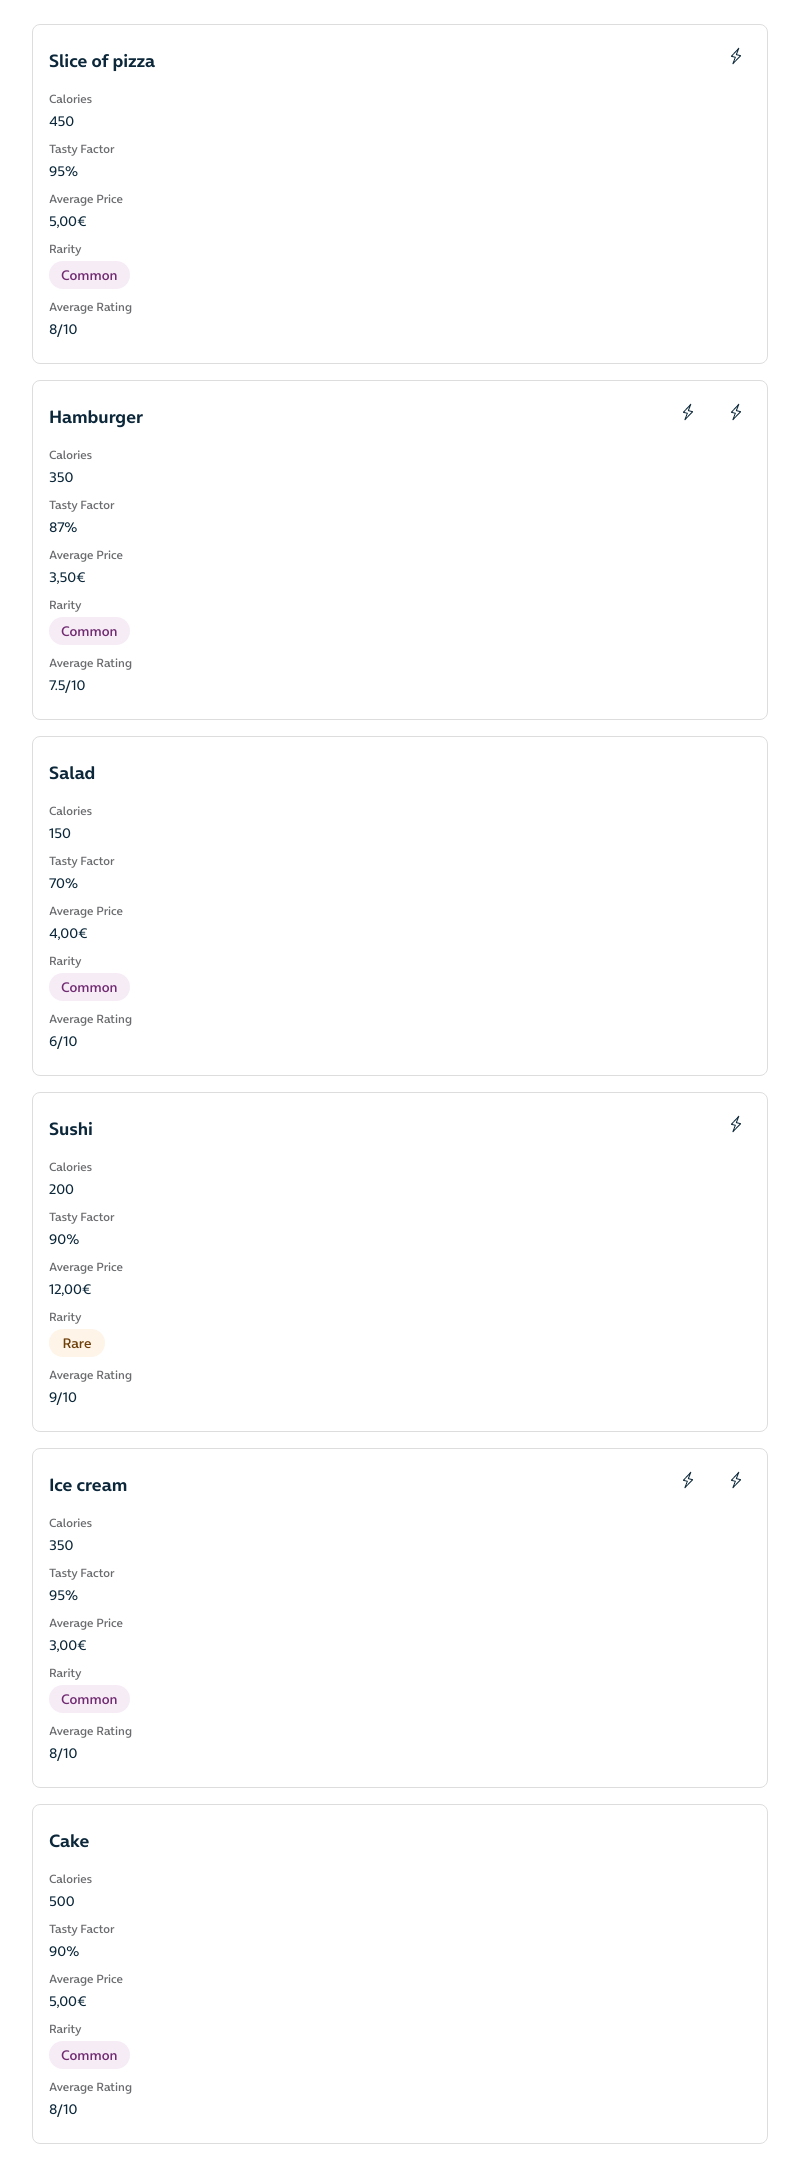 Slice of pizza
Calories
450
Tasty Factor
95%
Average Price
5,00€
Rarity
Common
Average Rating
8/10
Hamburger
Calories
350
Tasty Factor
87%
Average Price
3,50€
Rarity
Common
Average Rating
7.5/10
Salad
Calories
150
Tasty Factor
70%
Average Price
4,00€
Rarity
Common
Average Rating
6/10
Sushi
Calories
200
Tasty Factor
90%
Average Price
12,00€
Rarity
Rare
Average Rating
9/10
Ice cream
Calories
350
Tasty Factor
95%
Average Price
3,00€
Rarity
Common
Average Rating
8/10
Cake
Calories
500
Tasty Factor
90%
Average Price
5,00€
Rarity
Common
Average Rating
8/10